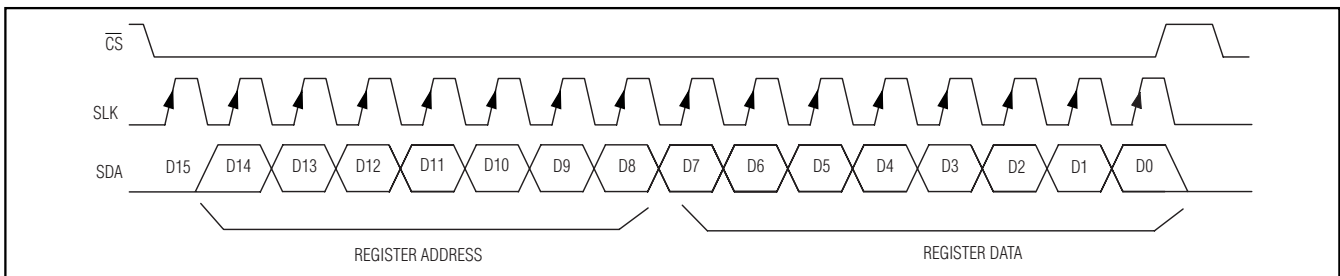 CS
SLK
SDA D15 D14 D13 D12 D11 D10 D9 D8 D7 D6 D5 D4 D3 D2 D1 D0
REGISTER ADDRESS REGISTER DATA